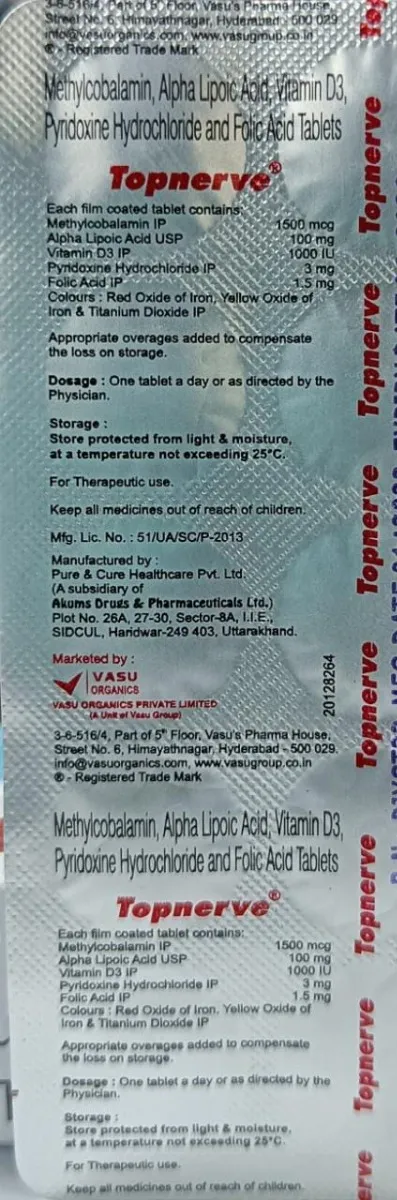 3-6-516/4, Part of 5th Floor, Vasu's Pharma House,
Street No. 6, Himayathnagar, Hyderabad - 500 029.
info@vasuorganics.com, www.vasugroup.co.in
® - Registered Trade Mark
Methylcobalamin, Alpha Lipoic Acid, Vitamin D3,
Pyridoxine Hydrochloride and Folic Acid Tablets
Topnerve®
Each film coated tablet contains:
Methylcobalamin IP 1500 mcg
Alpha Lipoic Acid USP 100 mg
Vitamin D3 IP 1000 IU
Pyridoxine Hydrochloride IP 3 mg
Folic Acid IP 1.5 mg
Colours : Red Oxide of Iron, Yellow Oxide of
Iron & Titanium Dioxide IP
Appropriate overages added to compensate
the loss on storage.
Dosage : One tablet a day or as directed by the
Physician.
Storage :
Store protected from light & moisture,
at a temperature not exceeding 25°C.
For Therapeutic use.
Keep all medicines out of reach of children.
Mfg. Lic. No. : 51/UA/SC/P-2013
Manufactured by :
Pure & Cure Healthcare Pvt. Ltd.
(A subsidiary of
Akums Drugs & Pharmaceuticals Ltd.)
Plot No. 26A, 27-30, Sector-8A, I.I.E.,
SIDCUL, Haridwar-249 403, Uttarakhand.
Marketed by :
VASU
ORGANICS
VASU ORGANICS PRIVATE LIMITED
(A Unit of Vasu Group)
20128264
3-6-516/4, Part of 5th Floor, Vasu's Pharma House,
Street No. 6, Himayathnagar, Hyderabad - 500 029.
info@vasuorganics.com, www.vasugroup.co.in
® - Registered Trade Mark
Methylcobalamin, Alpha Lipoic Acid, Vitamin D3,
Pyridoxine Hydrochloride and Folic Acid Tablets
Topnerve®
Each film coated tablet contains:
Methylcobalamin IP 1500 mcg
Alpha Lipoic Acid USP 100 mg
Vitamin D3 IP 1000 IU
Pyridoxine Hydrochloride IP 3 mg
Folic Acid IP 1.5 mg
Colours : Red Oxide of Iron, Yellow Oxide of
Iron & Titanium Dioxide IP
Appropriate overages added to compensate
the loss on storage.
Dosage : One tablet a day or as directed by the
Physician.
Storage :
Store protected from light & moisture,
at a temperature not exceeding 25°C.
For Therapeutic use.
Keep all medicines out of reach of children.
Topnerve Topnerve Topnerve Topnerve Topnerve Topnerve Topnerve